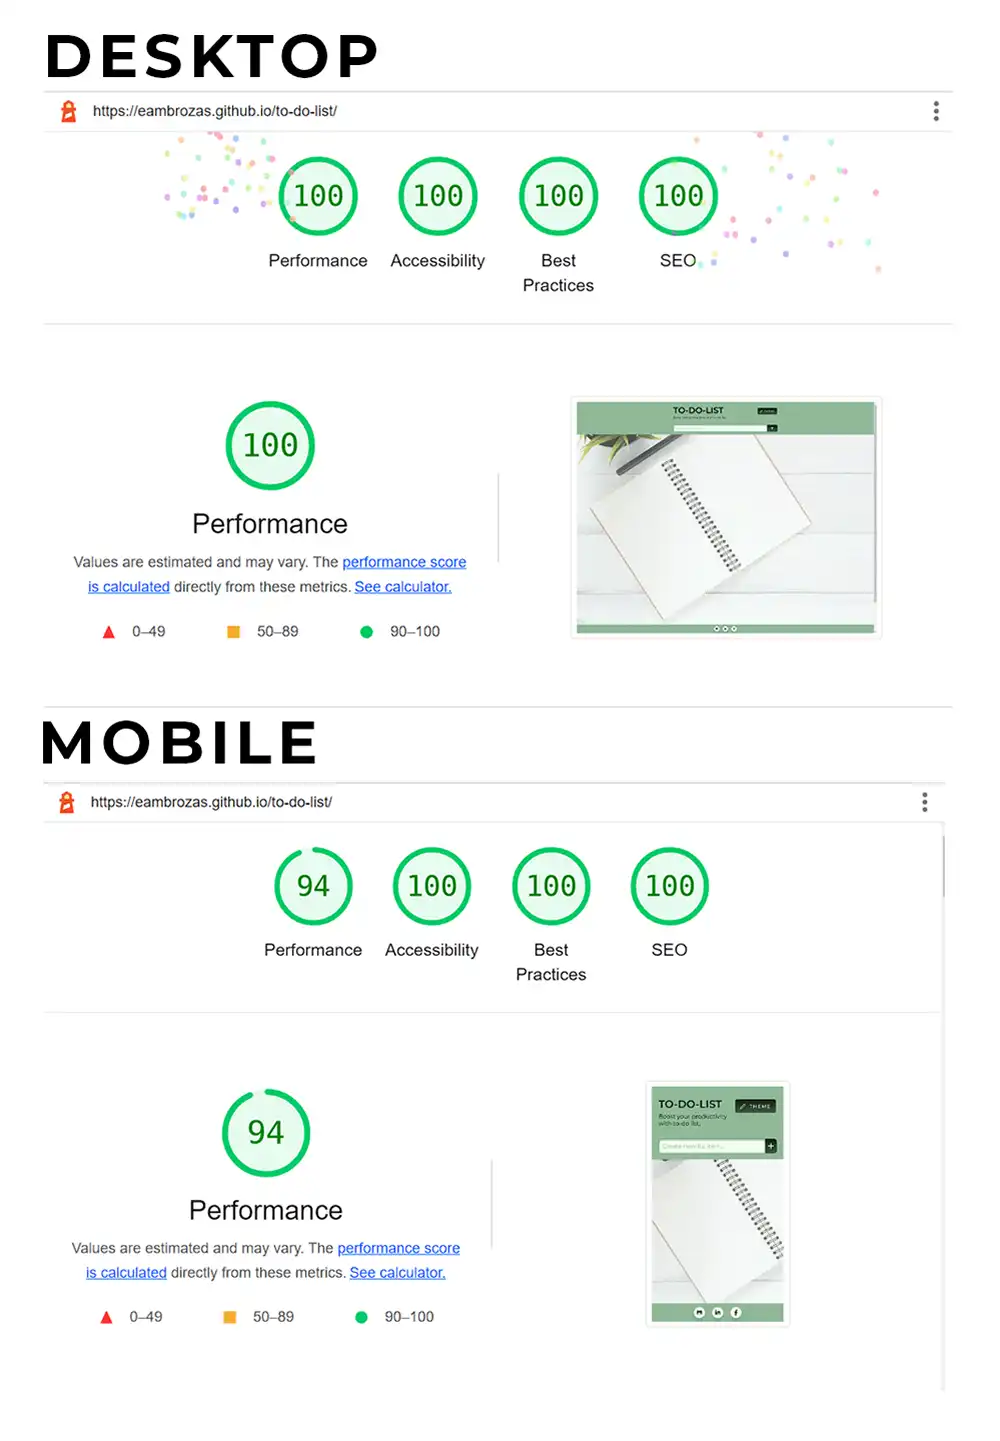 DESKTOP
https://eambrozas.github.io/to-do-list/
100 100 100 100
Performance Accessibility Best Practices SEO
100
TO-DO-LIST
Performance
Values are estimated and may vary. The performance score
is calculated directly from these metrics. See calculator.
0–49 50–89 90–100
MOBILE
https://eambrozas.github.io/to-do-list/
94 100 100 100
Performance Accessibility Best Practices SEO
94
Performance
Values are estimated and may vary. The performance score
is calculated directly from these metrics. See calculator.
0–49 50–89 90–100
TO-DO-LIST
THEME
Boost your productivity
with to-do list,